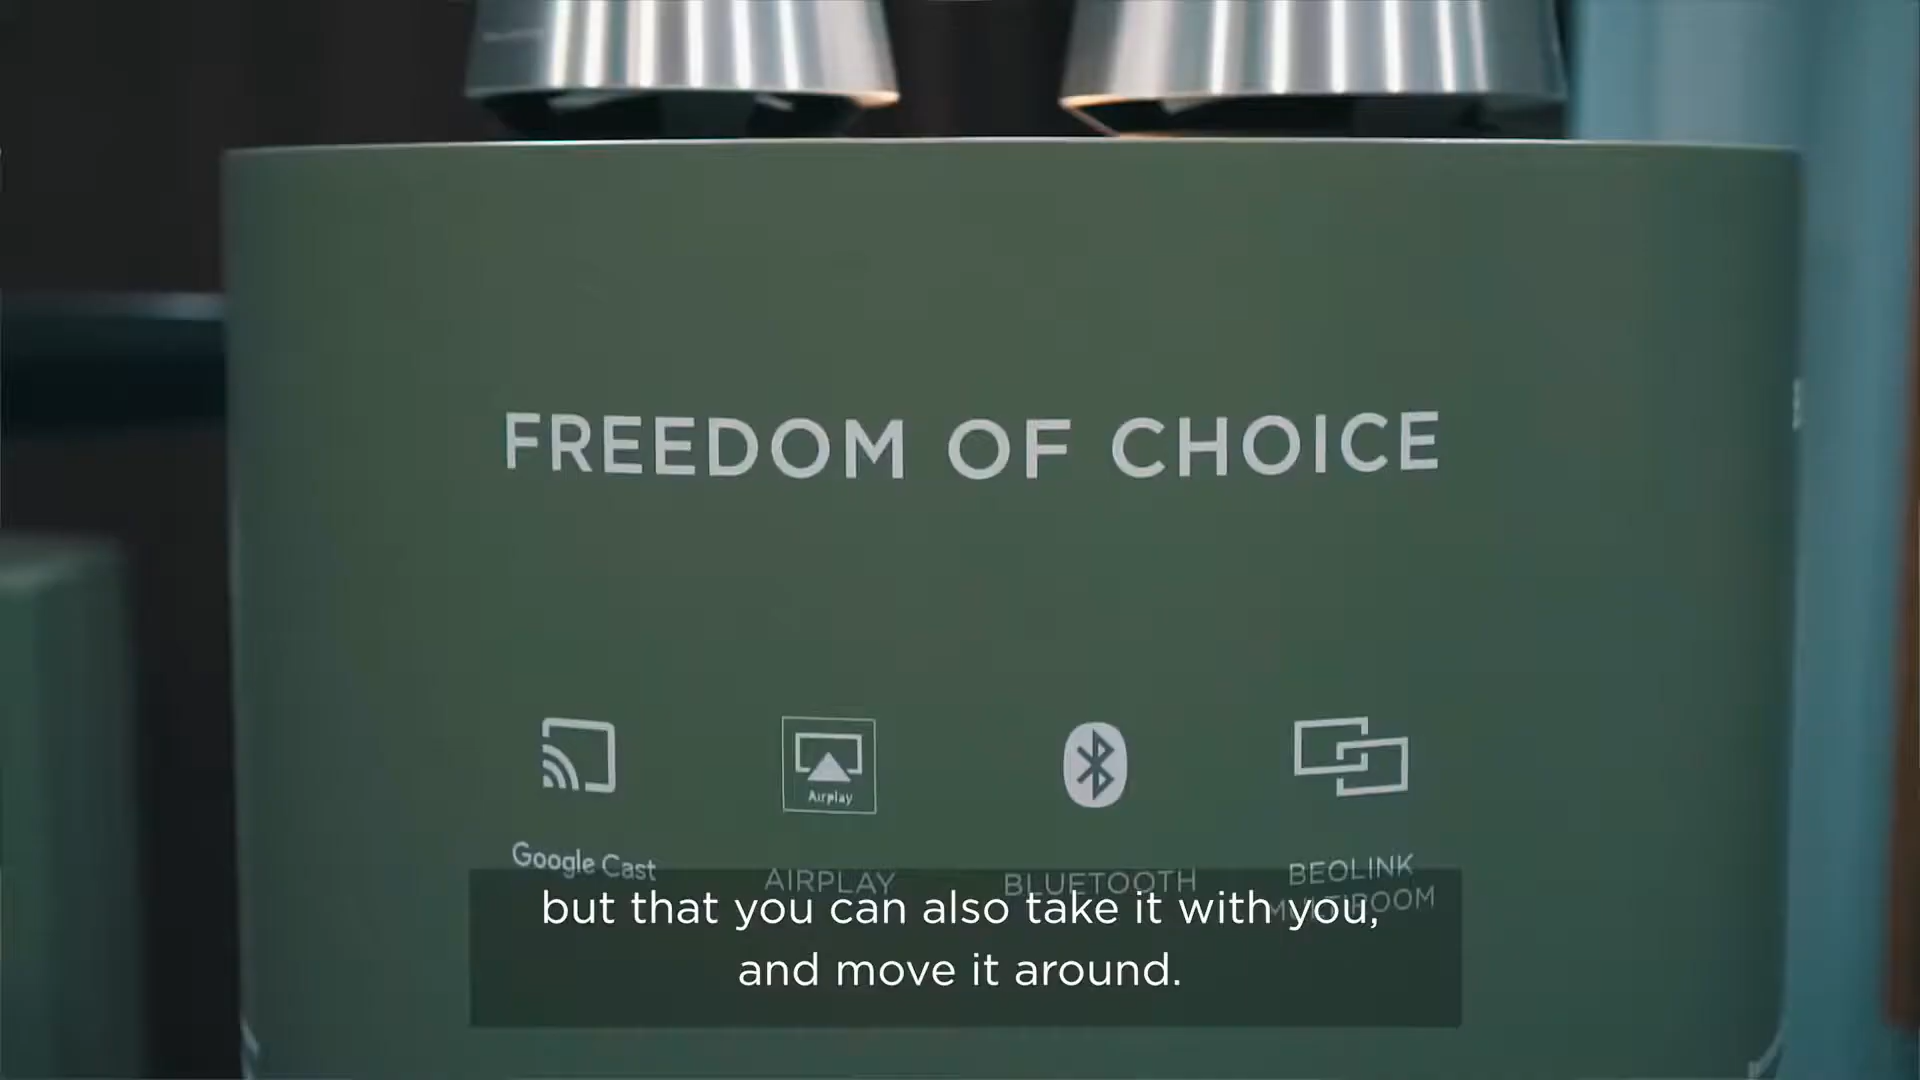 FREEDOM OF CHOICE
Airplay
Google Cast
AIRPLAY
BLUETOOTH
BEOLINK
MULTIROOM
but that you can also take it with you,
and move it around.